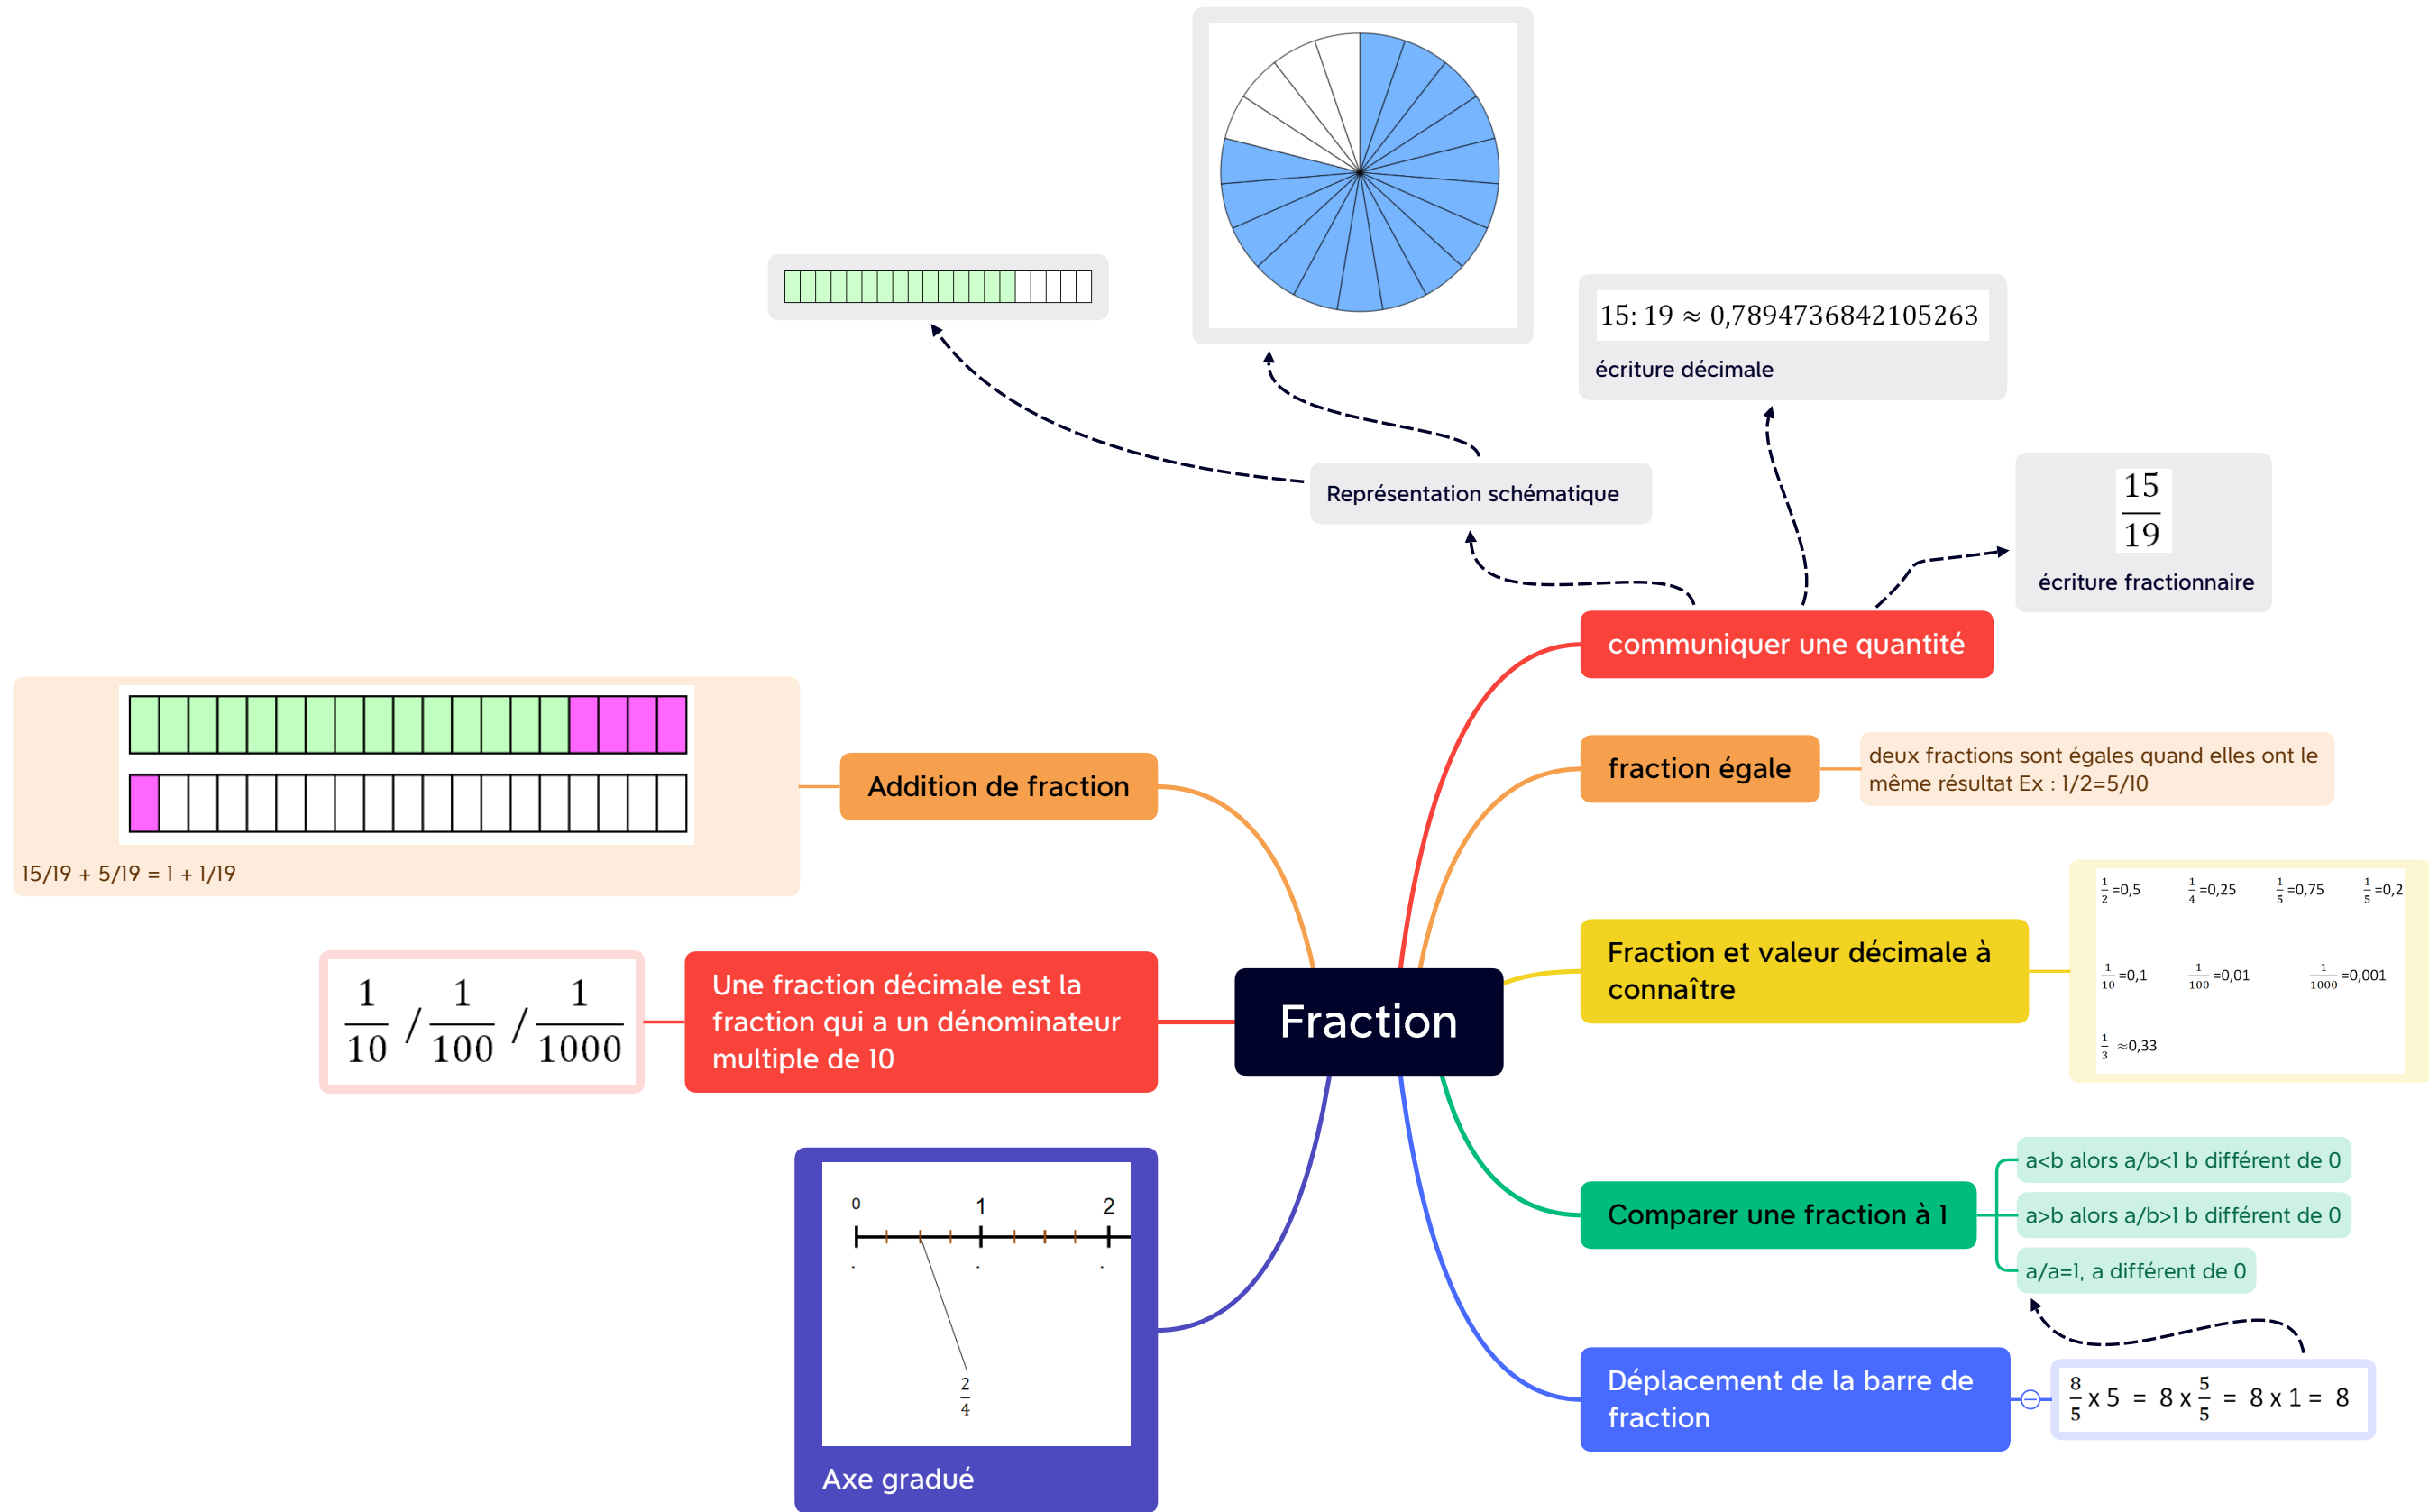 15: 19 ≈ 0,7894736842105263
écriture décimale
Représentation schématique
15/19
écriture fractionnaire
communiquer une quantité
fraction égale
deux fractions sont égales quand elles ont le
même résultat Ex : 1/2=5/10
Addition de fraction
15/19 + 5/19 = 1 + 1/19
Fraction et valeur décimale à
connaître
1/2 =0,5 1/4 =0,25 1/5 =0,75 1/5 =0,2
1/10 =0,1 1/100 =0,01 1/1000 =0,001
1/3 ≈0,33
Une fraction décimale est la
fraction qui a un dénominateur
multiple de 10
1/10 / 1/100 / 1/1000
Fraction
Comparer une fraction à 1
a<b alors a/b<1 b différent de 0
a>b alors a/b>1 b différent de 0
a/a=1, a différent de 0
0 1 2
2/4
Axe gradué
Déplacement de la barre de
fraction
8/5 x 5 = 8 x 5/5 = 8 x 1 = 8